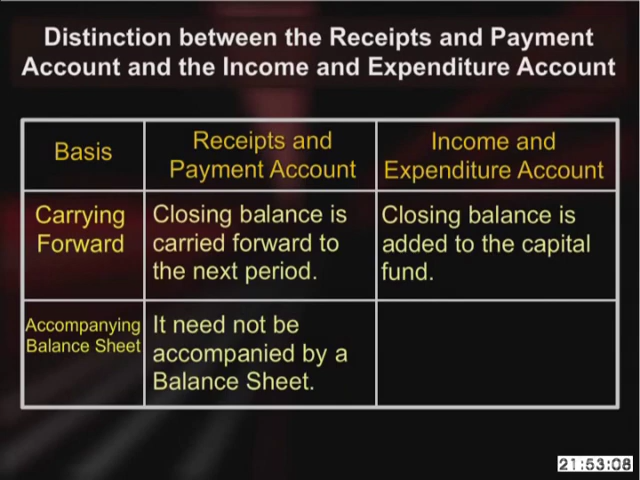 Distinction between the Receipts and Payment
Account and the Income and Expenditure Account
Basis
Receipts and
Payment Account
Income and
Expenditure Account
Carrying
Forward
Closing balance is
carried forward to
the next period.
Closing balance is
added to the capital
fund.
Accompanying
Balance Sheet
It need not be
accompanied by a
Balance Sheet.
21:53:08